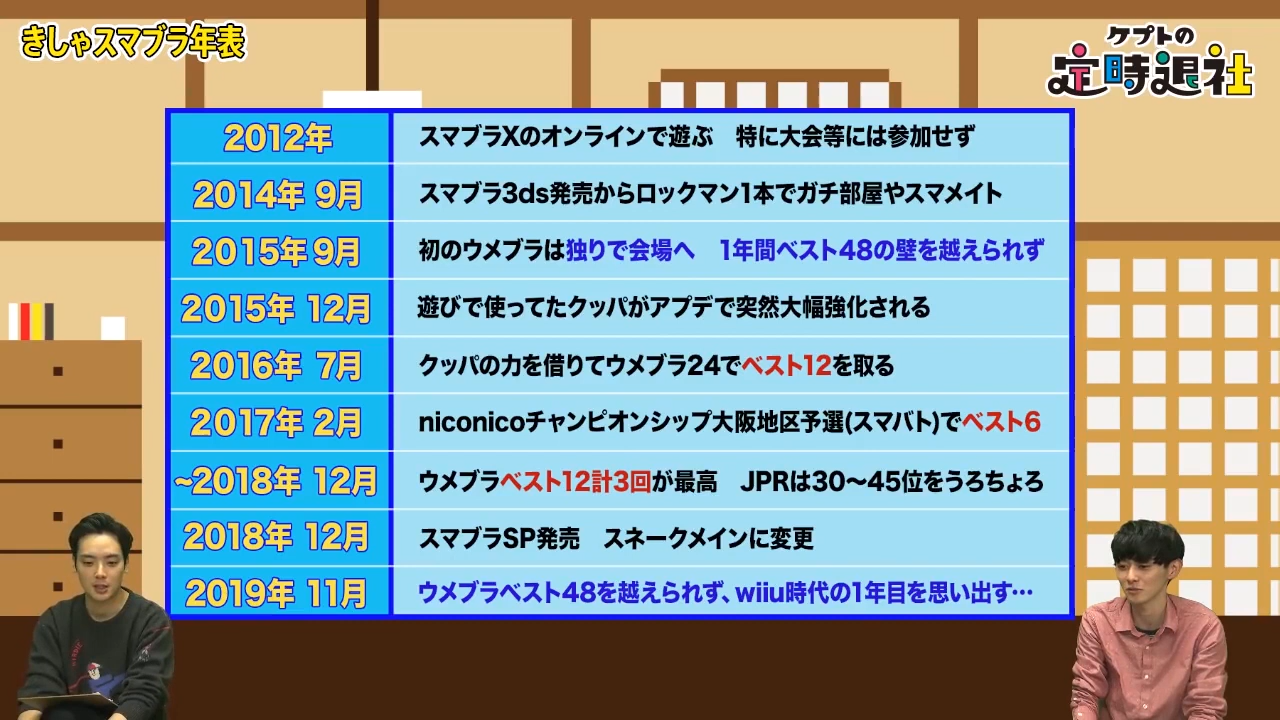 きしゃスマブラ年表
ケプトの
定時退社
2012年 スマブラXのオンラインで遊ぶ　特に大会等には参加せず
2014年 9月 スマブラ3ds発売からロックマン1本でガチ部屋やスマメイト
2015年 9月 初のウメブラは独りで会場へ　1年間ベスト48の壁を越えられず
2015年 12月 遊びで使ってたクッパがアプデで突然大幅強化される
2016年 7月 クッパの力を借りてウメブラ24でベスト12を取る
2017年 2月 niconicoチャンピオンシップ大阪地区予選(スマバト)でベスト6
~2018年 12月 ウメブラベスト12計3回が最高　JPRは30〜45位をうろちょろ
2018年 12月 スマブラSP発売　スネークメインに変更
2019年 11月 ウメブラベスト48を越えられず、wiiu時代の1年目を思い出す…